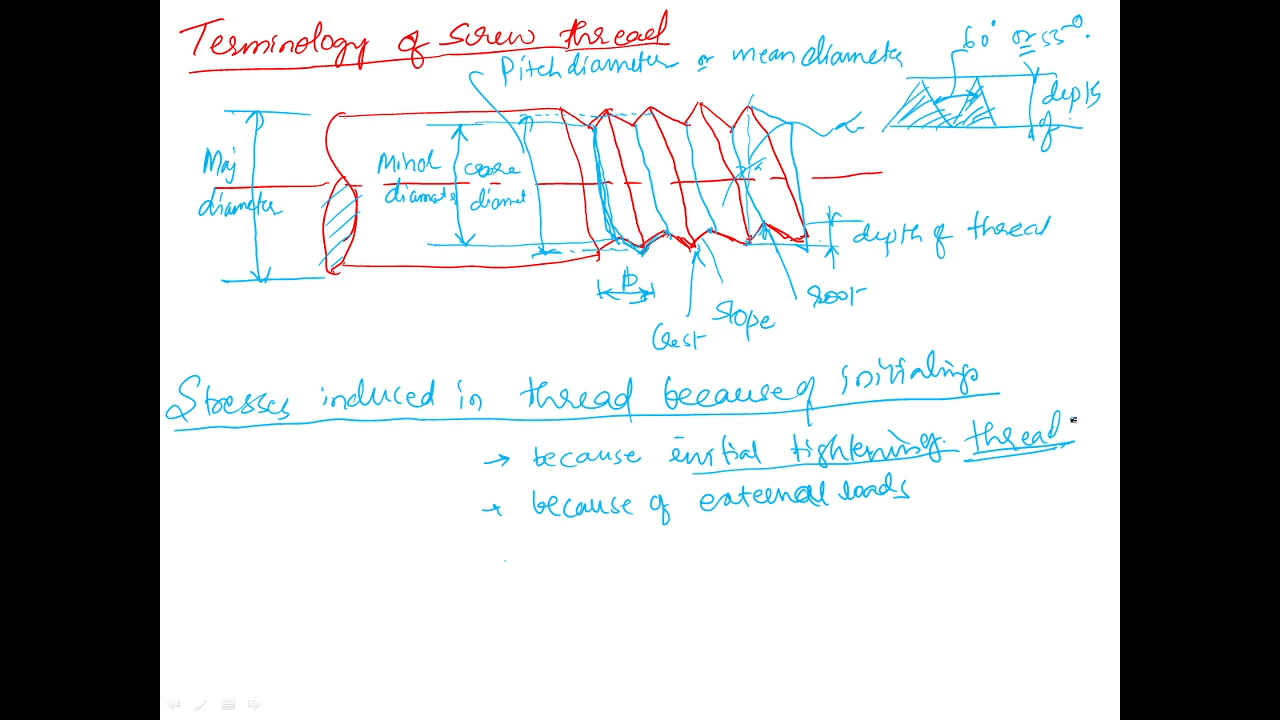 Terminology of screw thread
Pitch diameter or mean diameter
60° or 55°.
depth
of
Maj
diameter
Minor
diameter
core
diamet
α
depth of thread
p
root
slope
Crest
Stresses induced in thread because of
→ because initial tightening. thread
→ because of external loads